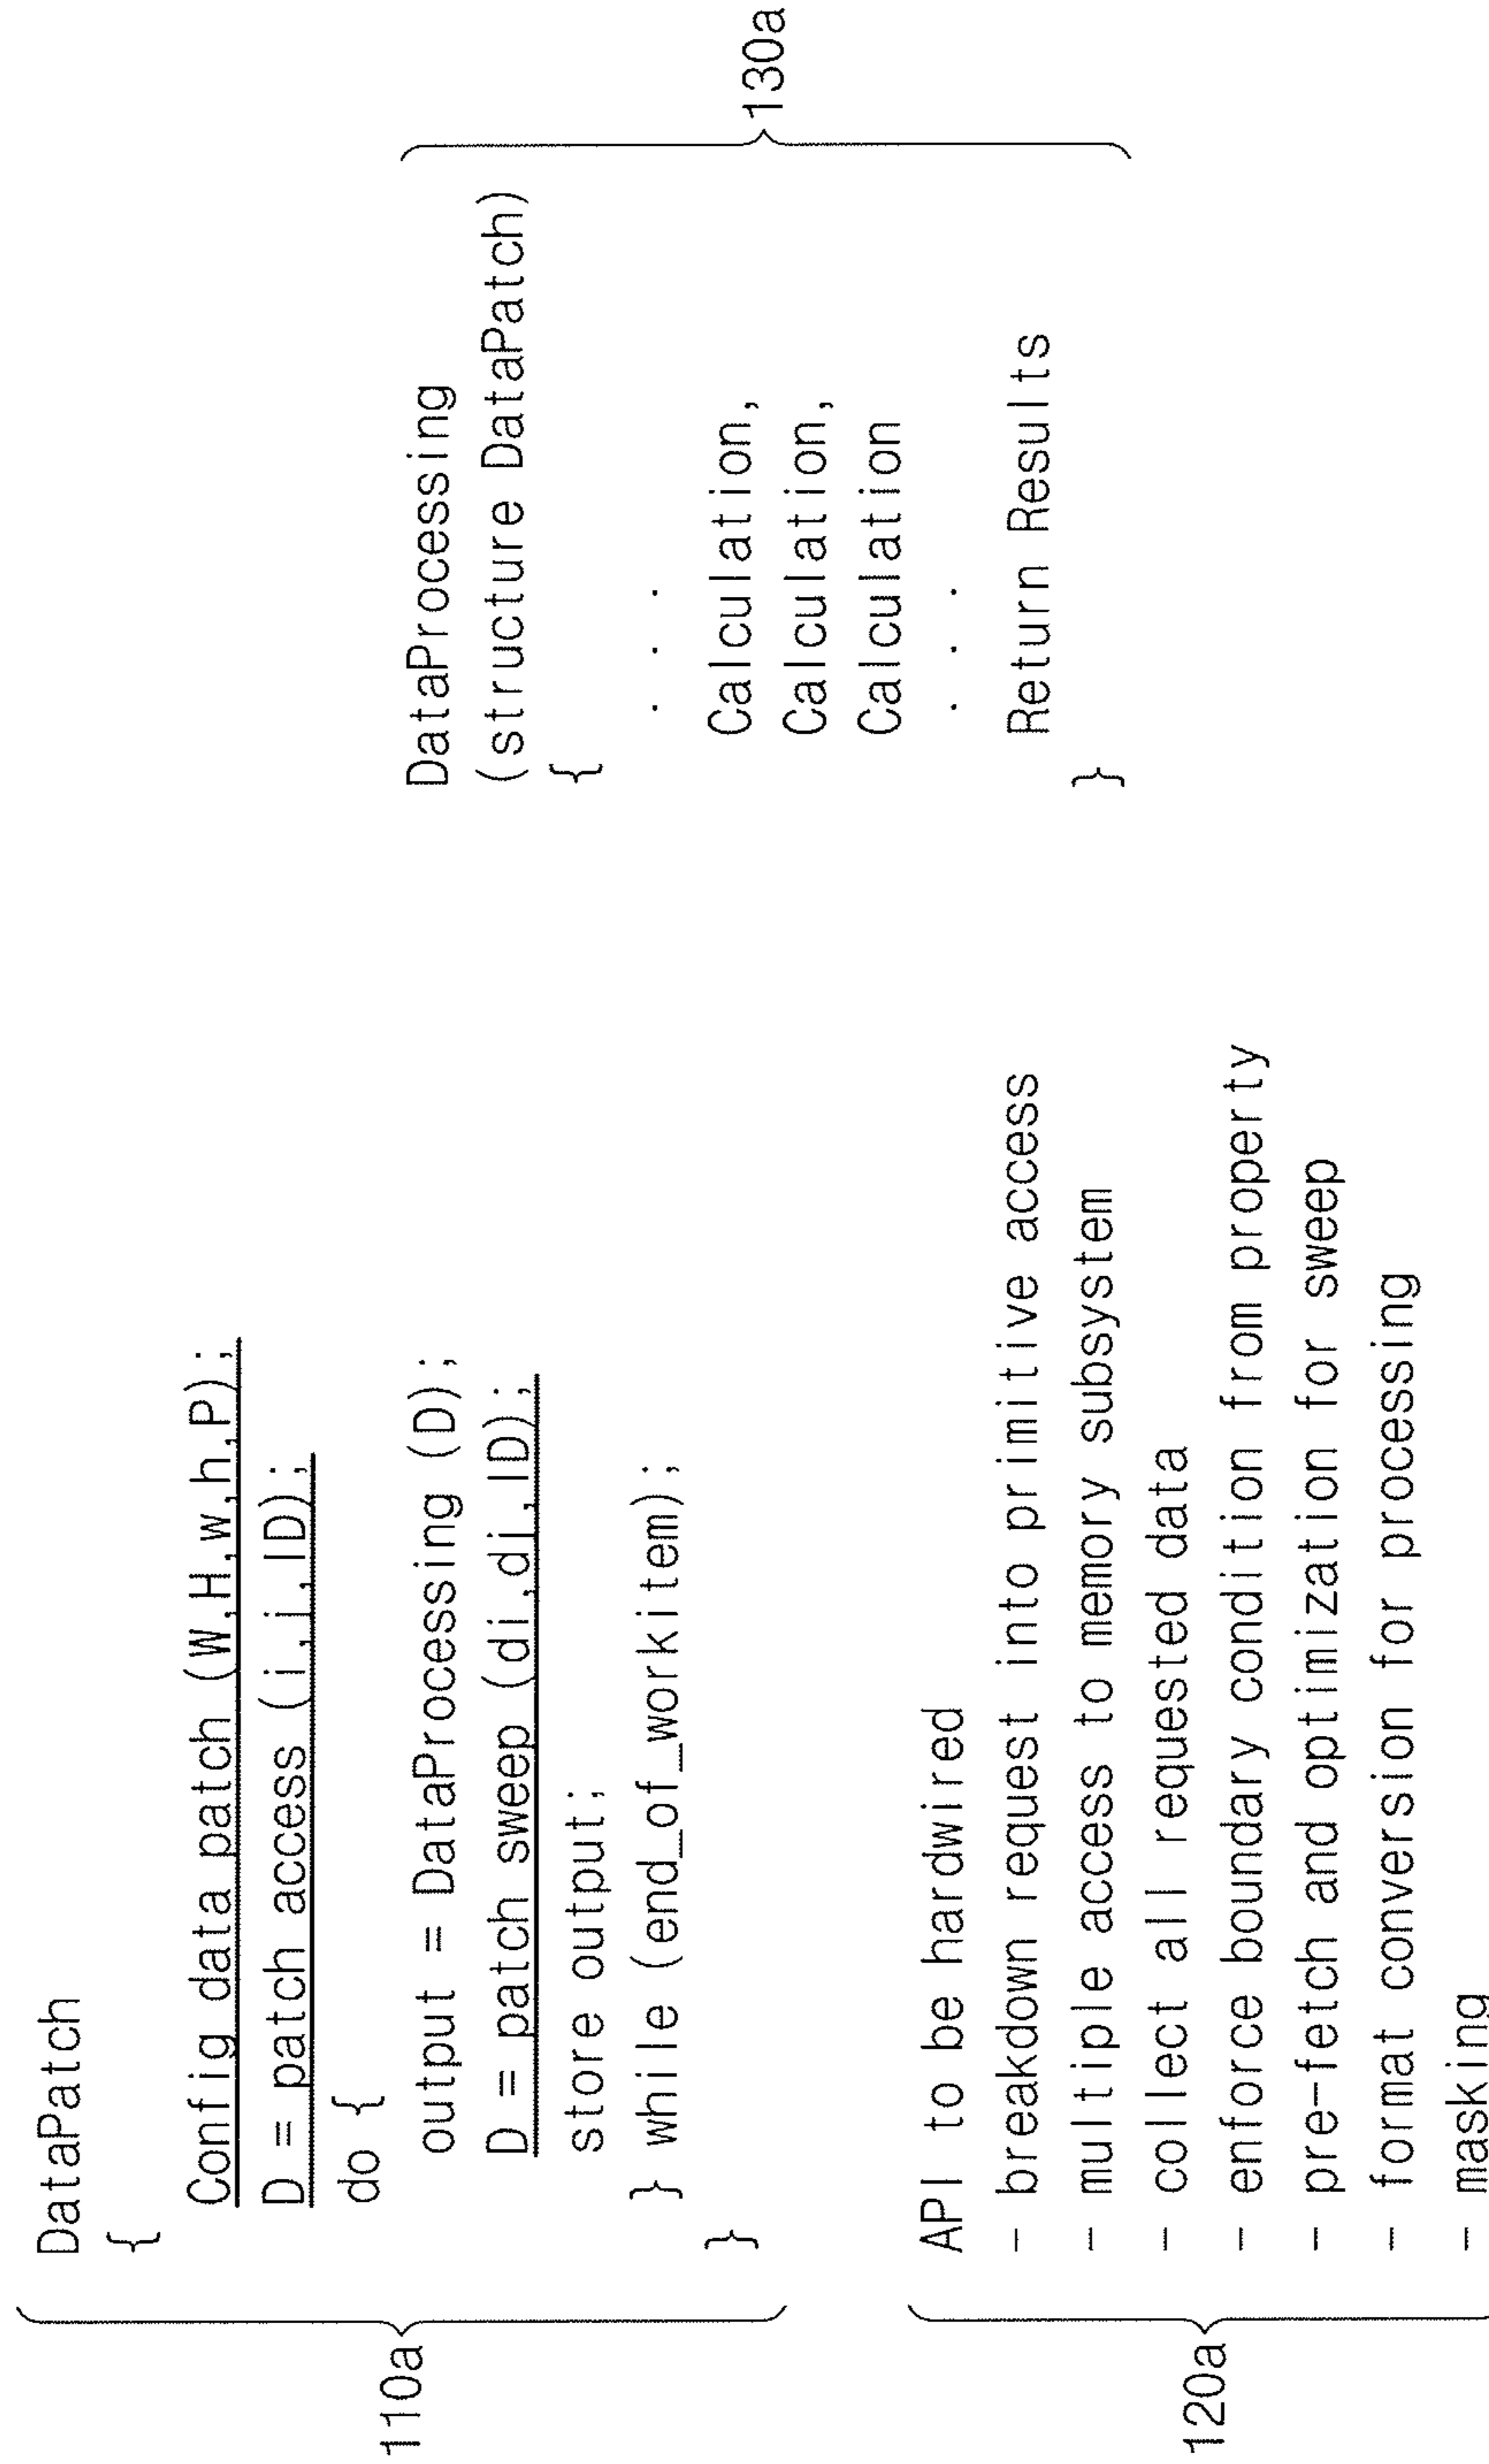 110a
DataPatch
{
Config data patch (W,H,w,h,P);
D = patch access (i,j,ID);
do {
output = DataProcessing (D);
D = patch sweep (di,dj,ID);
store output;
} while (end_of_workitem);
}
120a
API to be hardwired
- breakdown request into primitive access
- multiple access to memory subsystem
- collect all requested data
- enforce boundary condition from property
- pre-fetch and optimization for sweep
- format conversion for processing
- masking
DataProcessing
(structure DataPatch)
{
. . .
Calculation,
Calculation,
Calculation
. . .
Return Results
}
130a